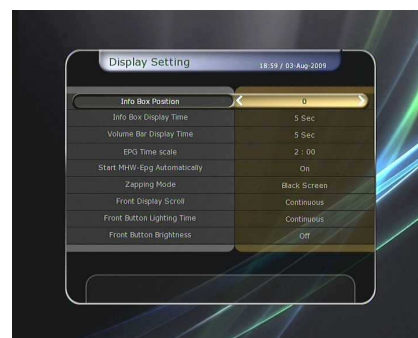 Display Setting 18:59 / 03-Aug-2009
Info Box Position 0
Info Box Display Time 5 Sec
Volume Bar Display Time 5 Sec
EPG Time scale 2 : 00
Start MHW-Epg Automatically On
Zapping Mode Black Screen
Front Display Scroll Continuous
Front Button Lighting Time Continuous
Front Button Brightness Off